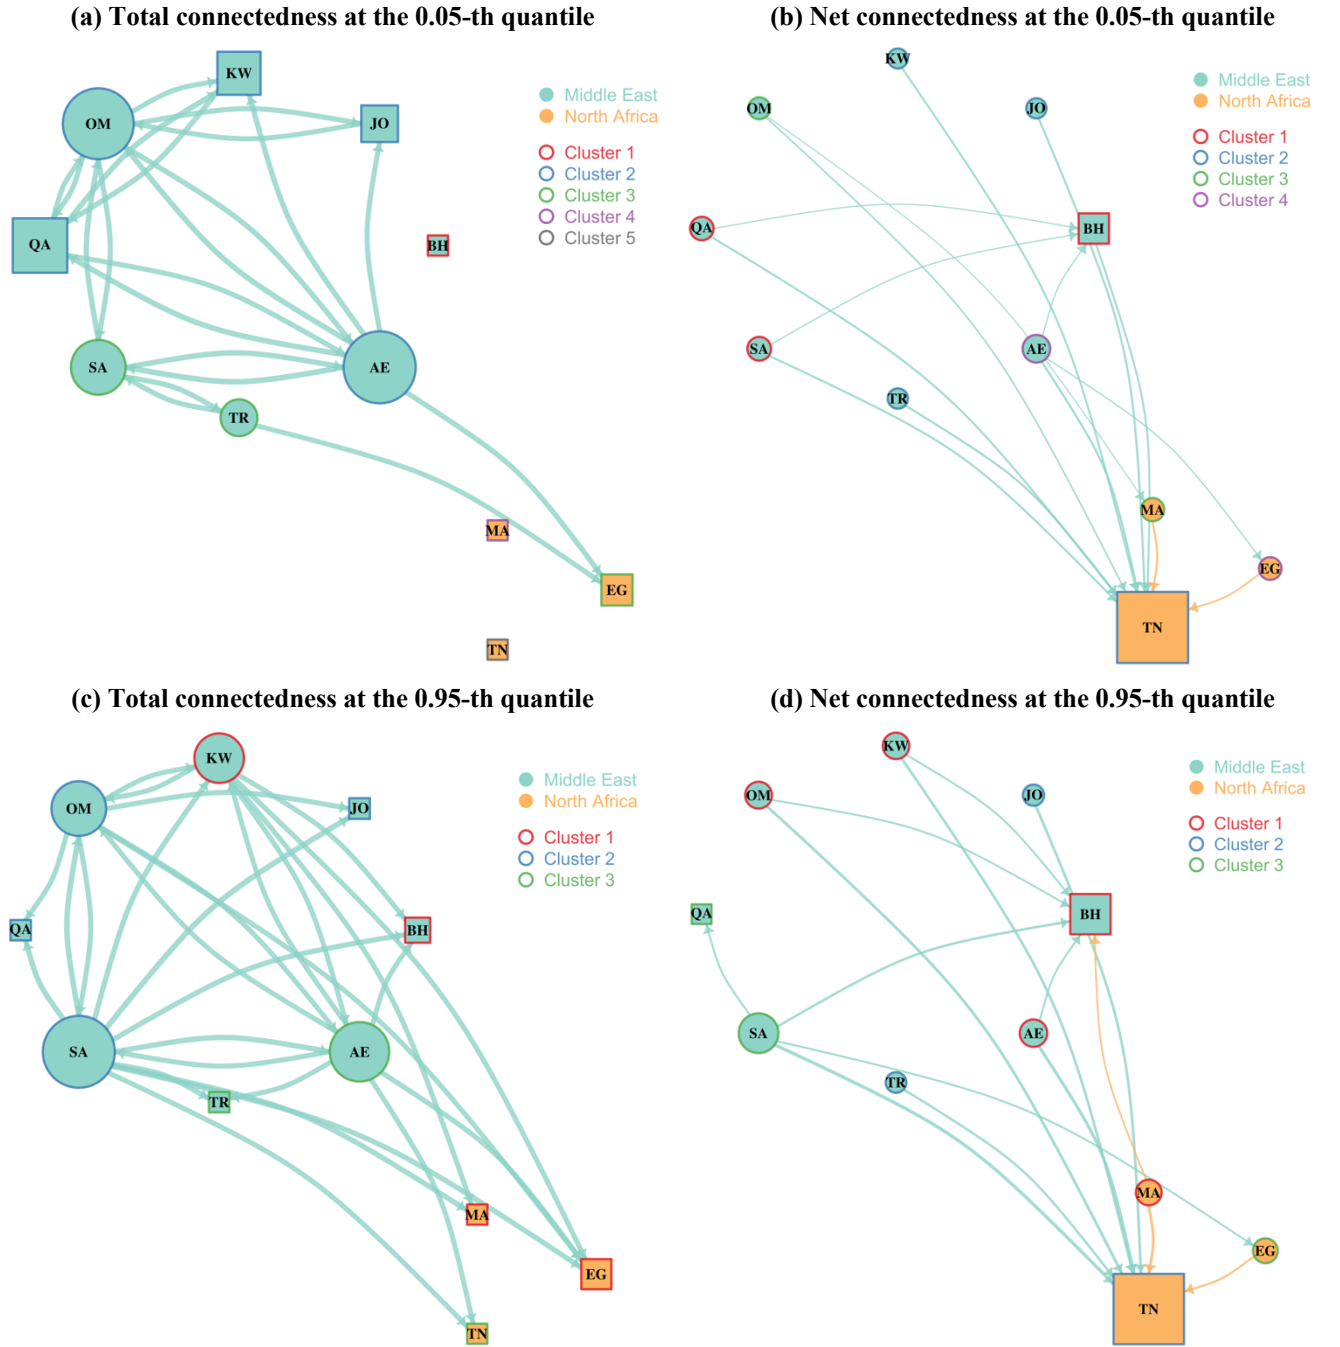 (a) Total connectedness at the 0.05-th quantile
KW
OM
JO
QA
BH
SA
AE
TR
MA
EG
TN
Middle East
North Africa
Cluster 1
Cluster 2
Cluster 3
Cluster 4
Cluster 5
(b) Net connectedness at the 0.05-th quantile
KW
OM
JO
QA
BH
SA
AE
TR
MA
EG
TN
Middle East
North Africa
Cluster 1
Cluster 2
Cluster 3
Cluster 4
(c) Total connectedness at the 0.95-th quantile
KW
OM
JO
QA
BH
SA
AE
TR
MA
EG
TN
Middle East
North Africa
Cluster 1
Cluster 2
Cluster 3
(d) Net connectedness at the 0.95-th quantile
KW
OM
JO
QA
BH
SA
AE
TR
MA
EG
TN
Middle East
North Africa
Cluster 1
Cluster 2
Cluster 3